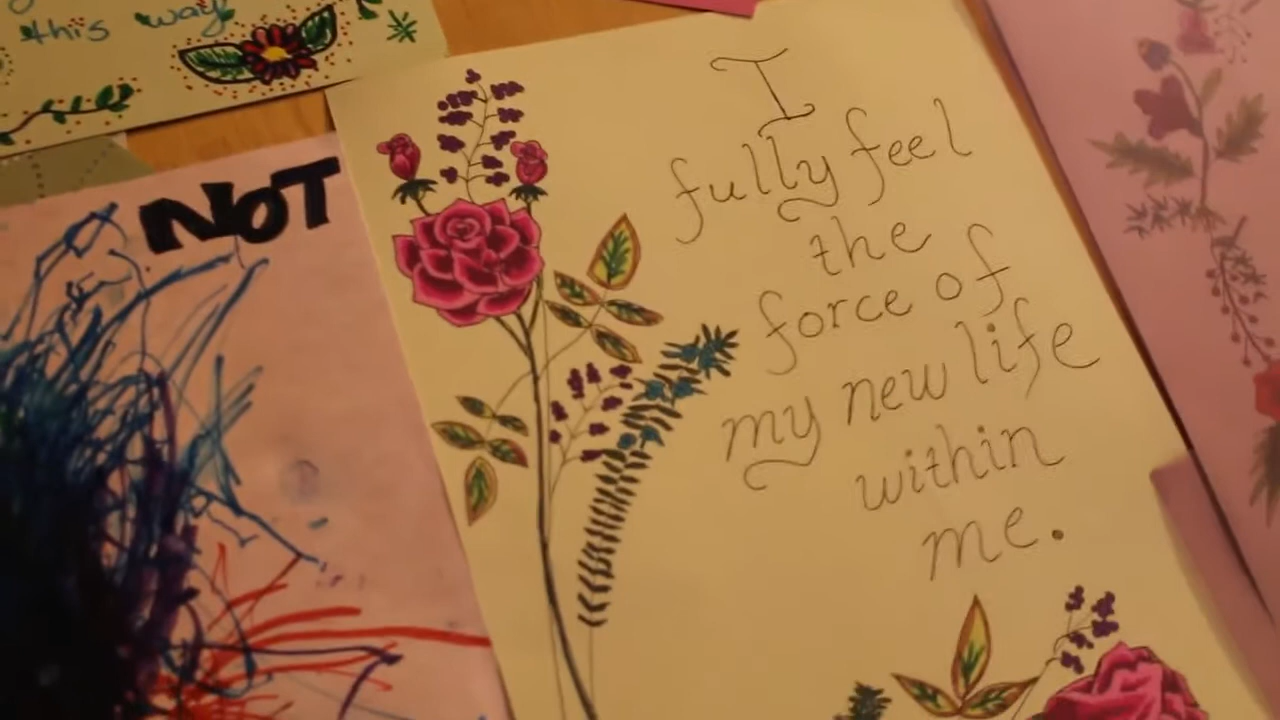 this way
NOT
I
fully feel
the
force of
my new life
within
me.